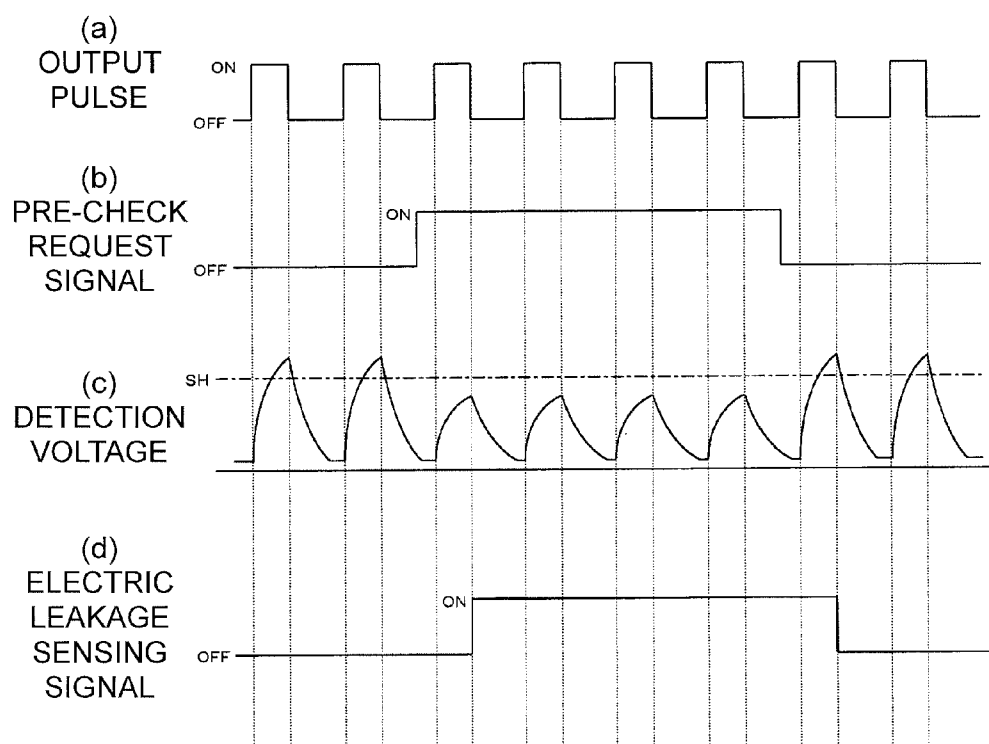 (a)
OUTPUT
PULSE
ON
OFF
(b)
PRE-CHECK
REQUEST
SIGNAL
ON
OFF
(c)
DETECTION
VOLTAGE
SH
(d)
ELECTRIC
LEAKAGE
SENSING
SIGNAL
ON
OFF